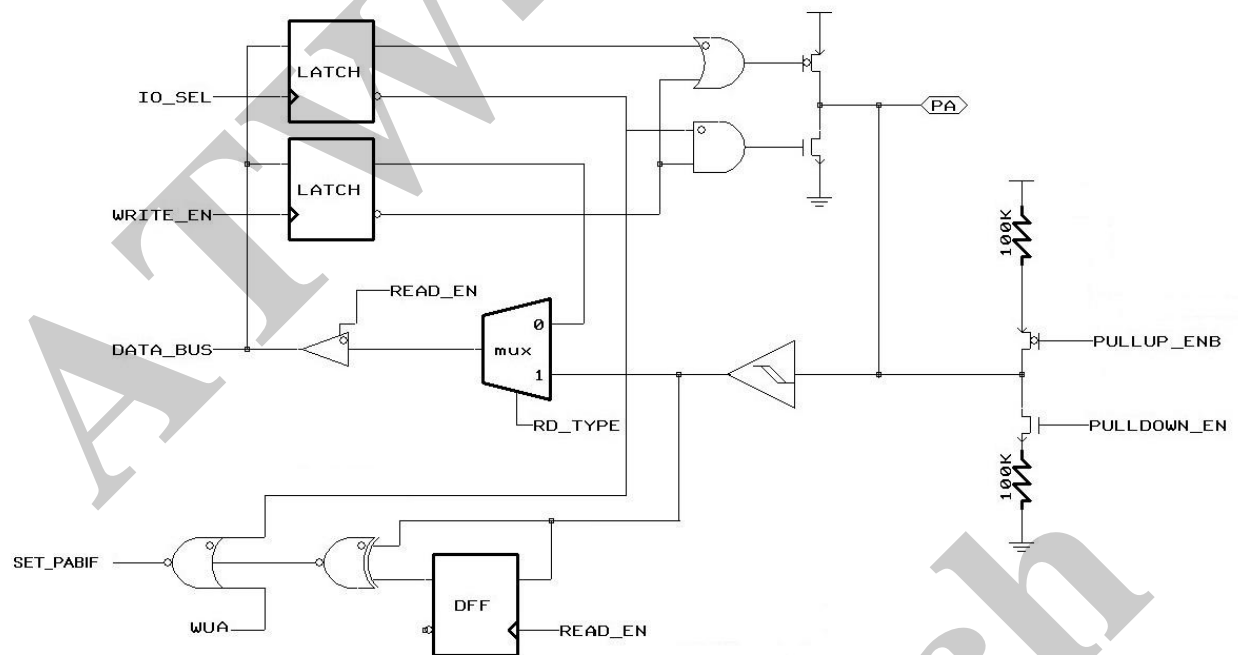 LATCH
IO_SEL
PA
LATCH
WRITE_EN
100K
READ_EN
0
DATA_BUS
mux
PULLUP_ENB
1
RD_TYPE
PULLDOWN_EN
100K
SET_PABIF
DFF
WUA
READ_EN